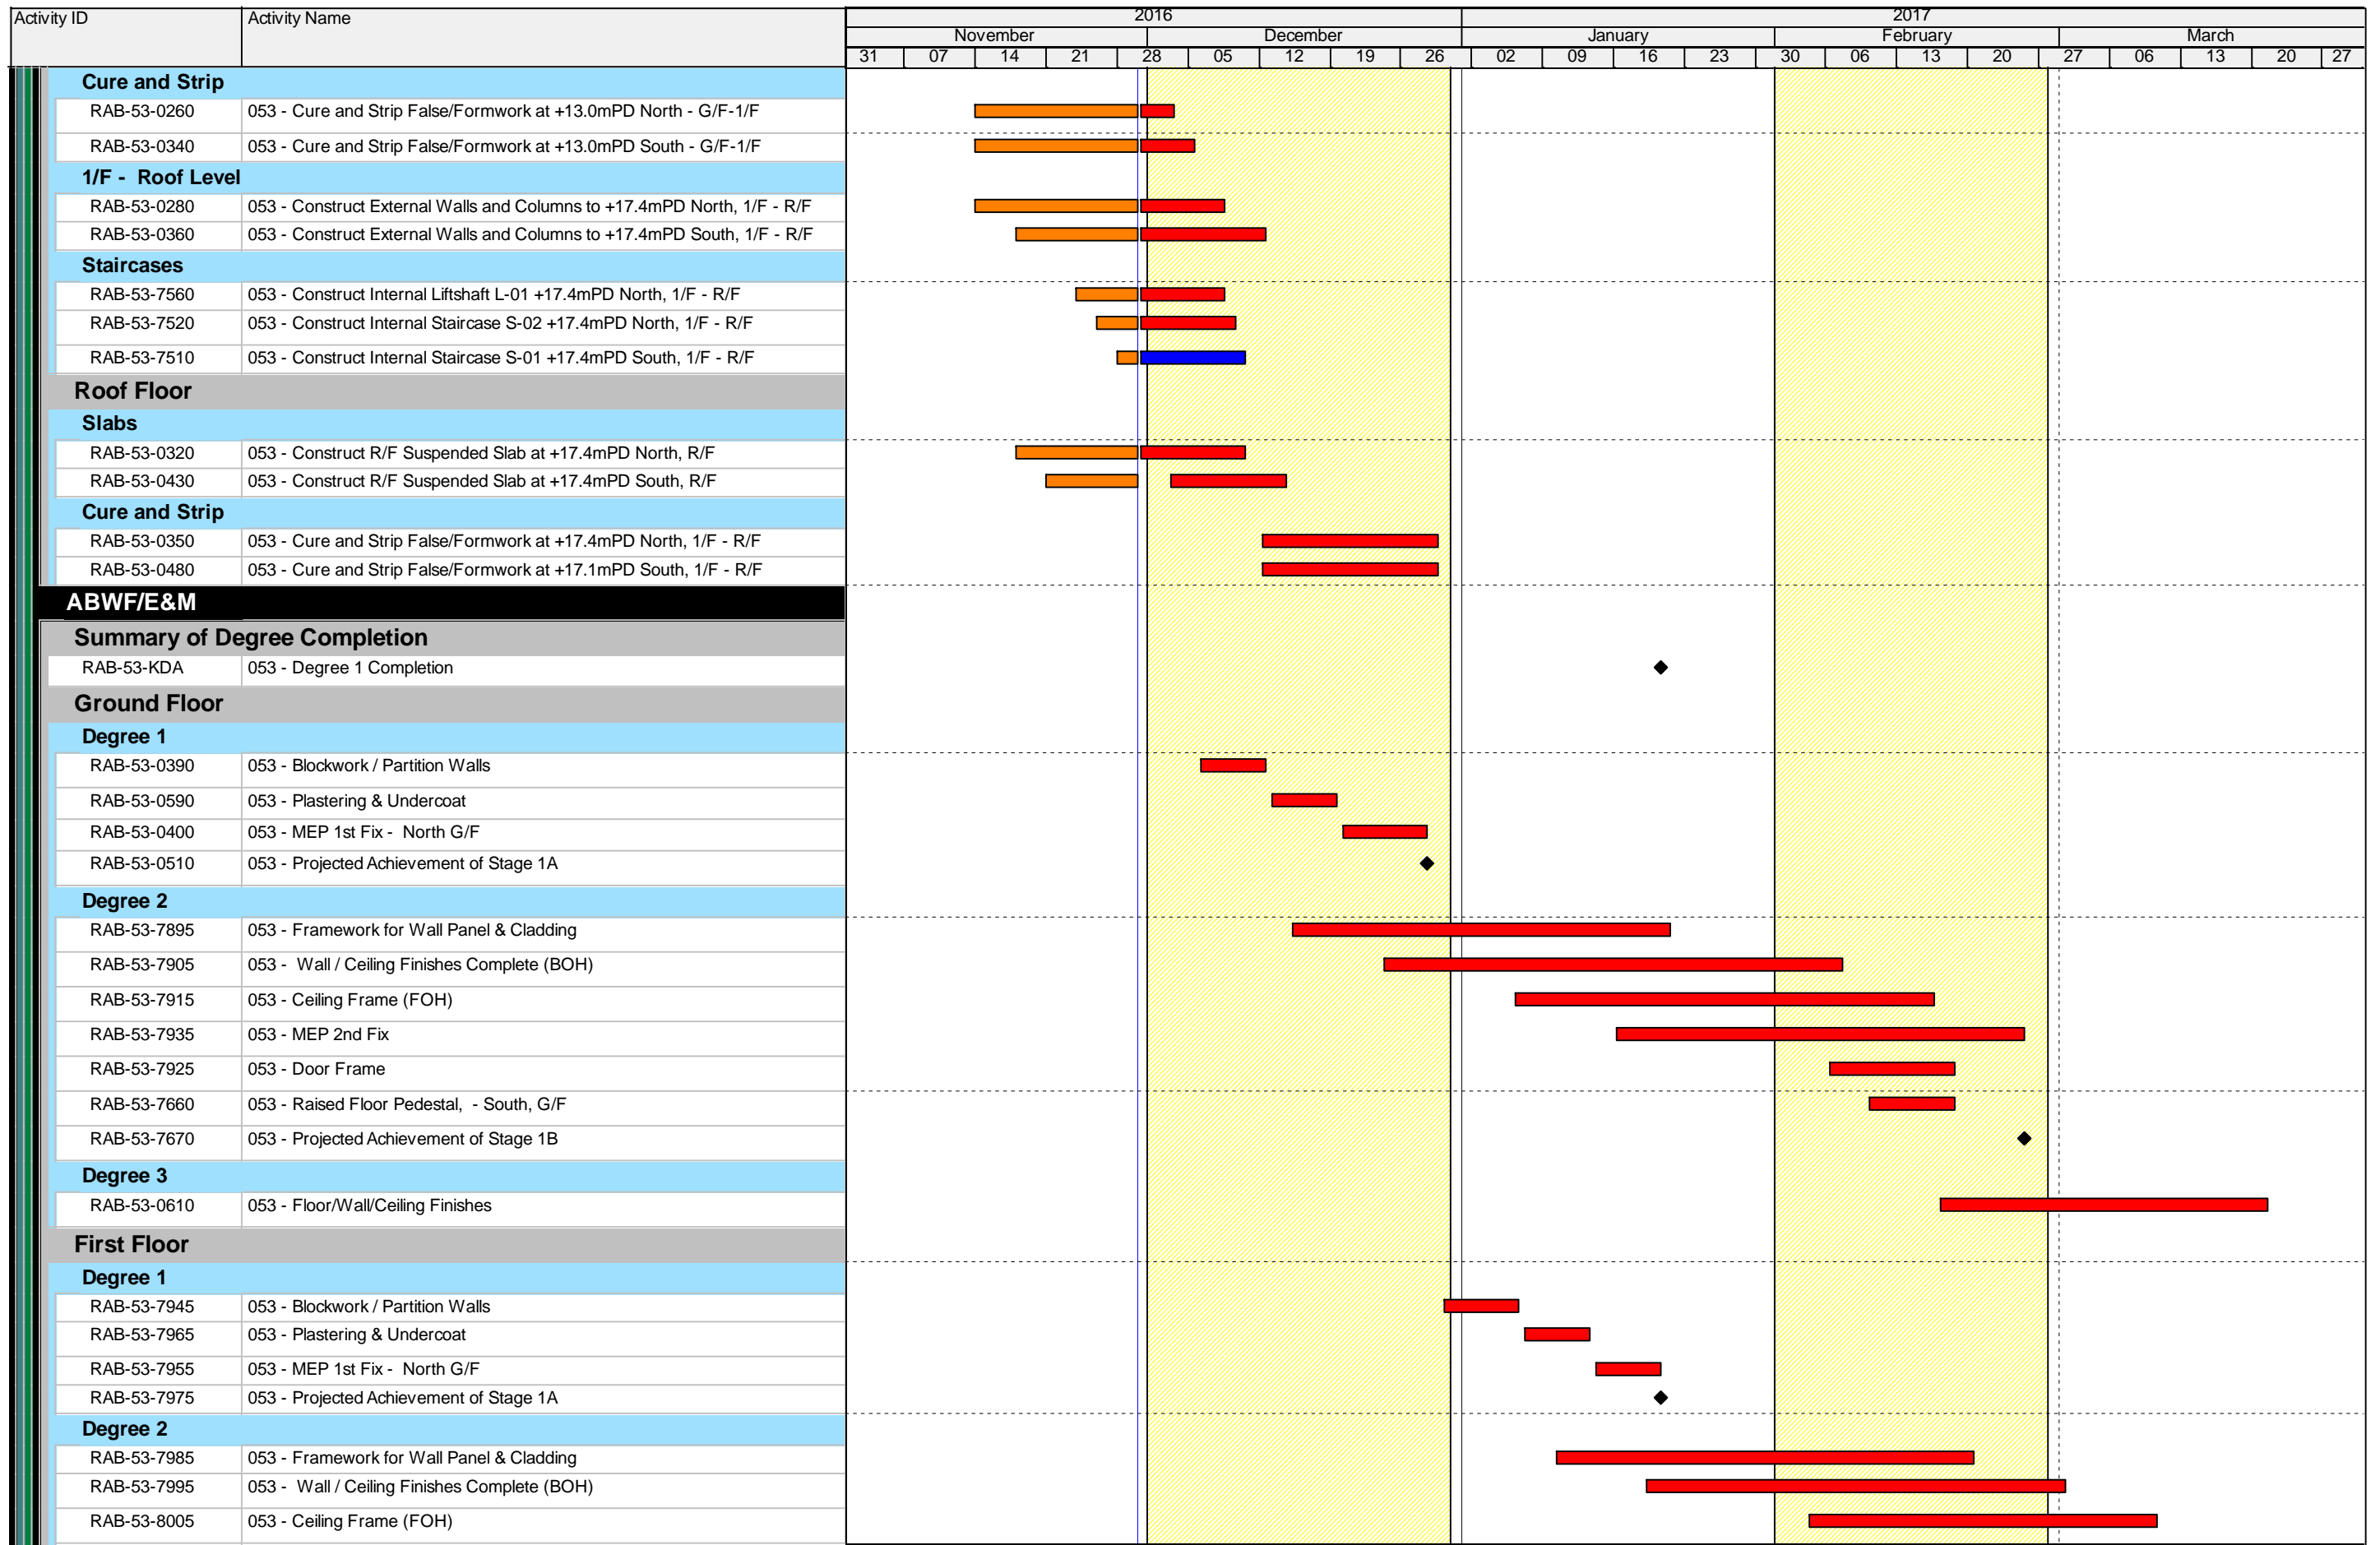 Activity ID Activity Name 2016 2017
November December January February March
31 07 14 21 28 05 12 19 26 02 09 16 23 30 06 13 20 27 06 13 20 27
Cure and Strip
RAB-53-0260 053 - Cure and Strip False/Formwork at +13.0mPD North - G/F-1/F
RAB-53-0340 053 - Cure and Strip False/Formwork at +13.0mPD South - G/F-1/F
1/F - Roof Level
RAB-53-0280 053 - Construct External Walls and Columns to +17.4mPD North, 1/F - R/F
RAB-53-0360 053 - Construct External Walls and Columns to +17.4mPD South, 1/F - R/F
Staircases
RAB-53-7560 053 - Construct Internal Liftshaft L-01 +17.4mPD North, 1/F - R/F
RAB-53-7520 053 - Construct Internal Staircase S-02 +17.4mPD North, 1/F - R/F
RAB-53-7510 053 - Construct Internal Staircase S-01 +17.4mPD South, 1/F - R/F
Roof Floor
Slabs
RAB-53-0320 053 - Construct R/F Suspended Slab at +17.4mPD North, R/F
RAB-53-0430 053 - Construct R/F Suspended Slab at +17.4mPD South, R/F
Cure and Strip
RAB-53-0350 053 - Cure and Strip False/Formwork at +17.4mPD North, 1/F - R/F
RAB-53-0480 053 - Cure and Strip False/Formwork at +17.1mPD South, 1/F - R/F
ABWF/E&M
Summary of Degree Completion
RAB-53-KDA 053 - Degree 1 Completion
Ground Floor
Degree 1
RAB-53-0390 053 - Blockwork / Partition Walls
RAB-53-0590 053 - Plastering & Undercoat
RAB-53-0400 053 - MEP 1st Fix - North G/F
RAB-53-0510 053 - Projected Achievement of Stage 1A
Degree 2
RAB-53-7895 053 - Framework for Wall Panel & Cladding
RAB-53-7905 053 - Wall / Ceiling Finishes Complete (BOH)
RAB-53-7915 053 - Ceiling Frame (FOH)
RAB-53-7935 053 - MEP 2nd Fix
RAB-53-7925 053 - Door Frame
RAB-53-7660 053 - Raised Floor Pedestal, - South, G/F
RAB-53-7670 053 - Projected Achievement of Stage 1B
Degree 3
RAB-53-0610 053 - Floor/Wall/Ceiling Finishes
First Floor
Degree 1
RAB-53-7945 053 - Blockwork / Partition Walls
RAB-53-7965 053 - Plastering & Undercoat
RAB-53-7955 053 - MEP 1st Fix - North G/F
RAB-53-7975 053 - Projected Achievement of Stage 1A
Degree 2
RAB-53-7985 053 - Framework for Wall Panel & Cladding
RAB-53-7995 053 - Wall / Ceiling Finishes Complete (BOH)
RAB-53-8005 053 - Ceiling Frame (FOH)